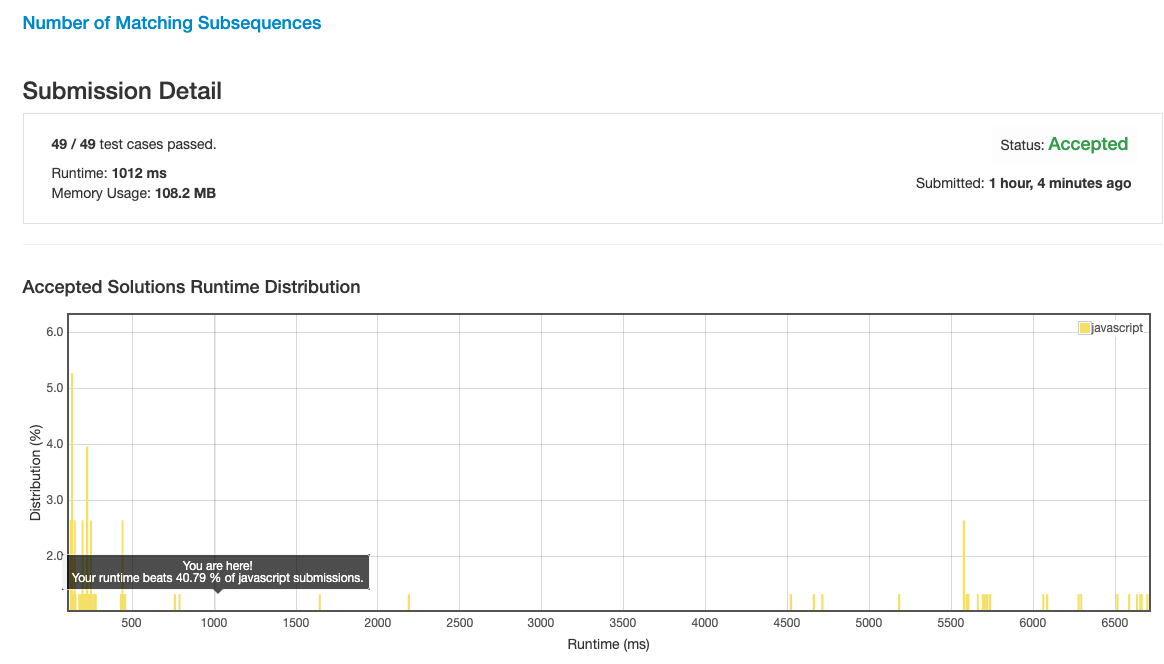 Number of Matching Subsequences
Submission Detail
49 / 49 test cases passed.
Status: Accepted
Runtime: 1012 ms
Submitted: 1 hour, 4 minutes ago
Memory Usage: 108.2 MB
Accepted Solutions Runtime Distribution
6.0
javascript
5.0
4.0
Distribution (%)
3.0
2.0
You are here!
Your runtime beats 40.79 % of javascript submissions.
500 1000 1500 2000 2500 3000 3500 4000 4500 5000 5500 6000 6500
Runtime (ms)